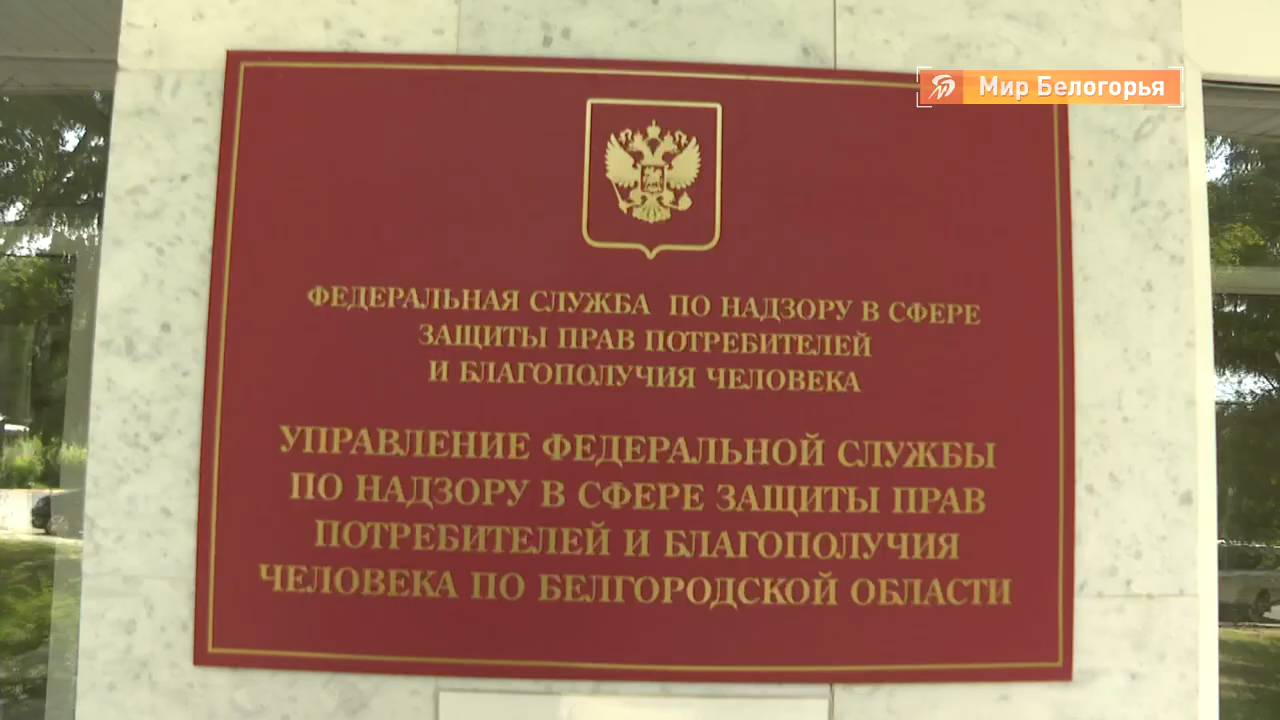 Мир Белогорья
ФЕДЕРАЛЬНАЯ СЛУЖБА ПО НАДЗОРУ В СФЕРЕ
ЗАЩИТЫ ПРАВ ПОТРЕБИТЕЛЕЙ
И БЛАГОПОЛУЧИЯ ЧЕЛОВЕКА
УПРАВЛЕНИЕ ФЕДЕРАЛЬНОЙ СЛУЖБЫ
ПО НАДЗОРУ В СФЕРЕ ЗАЩИТЫ ПРАВ
ПОТРЕБИТЕЛЕЙ И БЛАГОПОЛУЧИЯ
ЧЕЛОВЕКА ПО БЕЛГОРОДСКОЙ ОБЛАСТИ